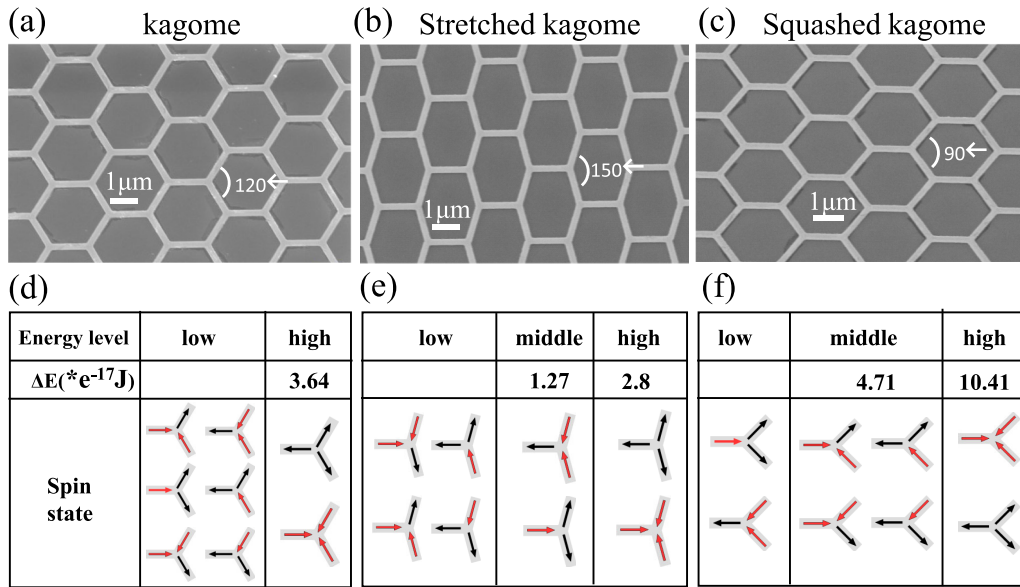 (a) kagome
(b) Stretched kagome
(c) Squashed kagome
120
1μm
150
1μm
90
1μm
(d)
Energy level low high
ΔE(*e⁻¹⁷J) 3.64
Spin
state
(e)
low middle high
1.27 2.8
(f)
low middle high
4.71 10.41